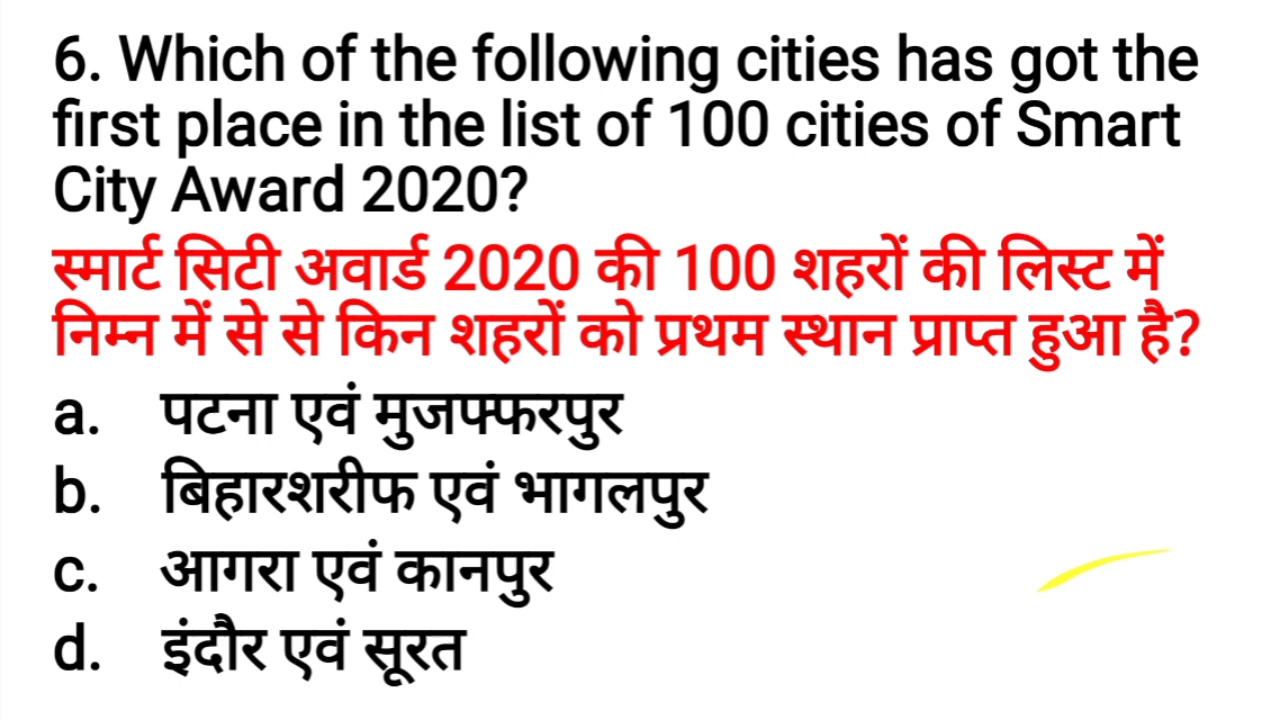 6. Which of the following cities has got the
first place in the list of 100 cities of Smart
City Award 2020?
स्मार्ट सिटी अवार्ड 2020 की 100 शहरों की लिस्ट में
निम्न में से से किन शहरों को प्रथम स्थान प्राप्त हुआ है?
a. पटना एवं मुजफ्फरपुर
b. बिहारशरीफ एवं भागलपुर
c. आगरा एवं कानपुर
d. इंदौर एवं सूरत